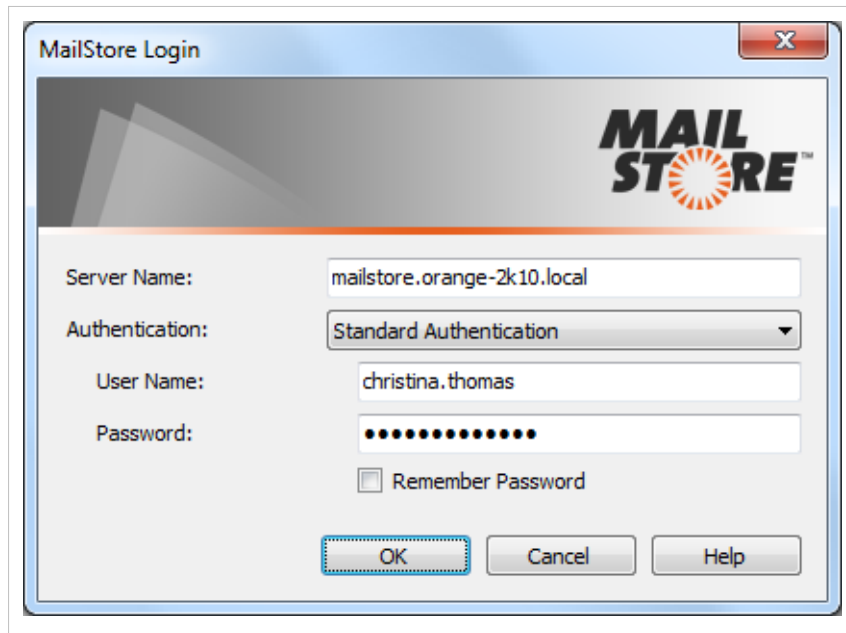 MailStore Login
MAIL
STORE™
Server Name: mailstore.orange-2k10.local
Authentication: Standard Authentication
User Name: christina.thomas
Password: •••••••••••••
Remember Password
OK Cancel Help